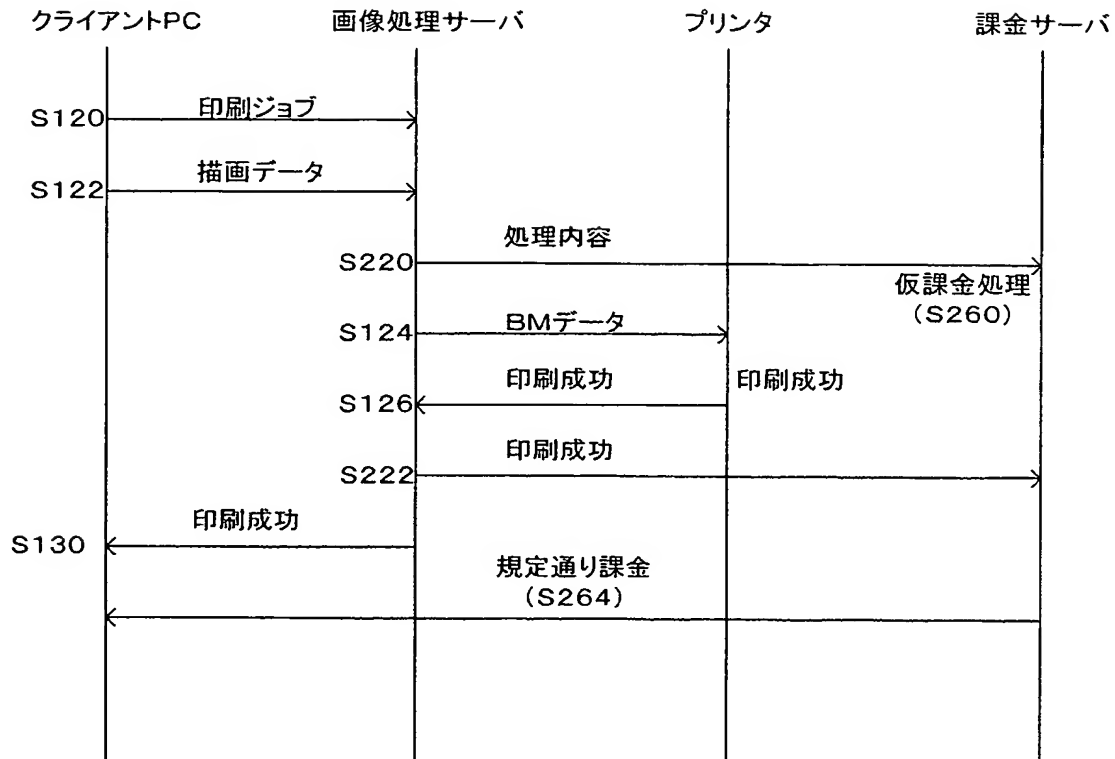 クライアントPC 画像処理サーバ プリンタ 課金サーバ
S120 印刷ジョブ
S122 描画データ
S220 処理内容
仮課金処理
(S260)
S124 BMデータ
S126 印刷成功 印刷成功
S222 印刷成功
S130 印刷成功
規定通り課金
(S264)